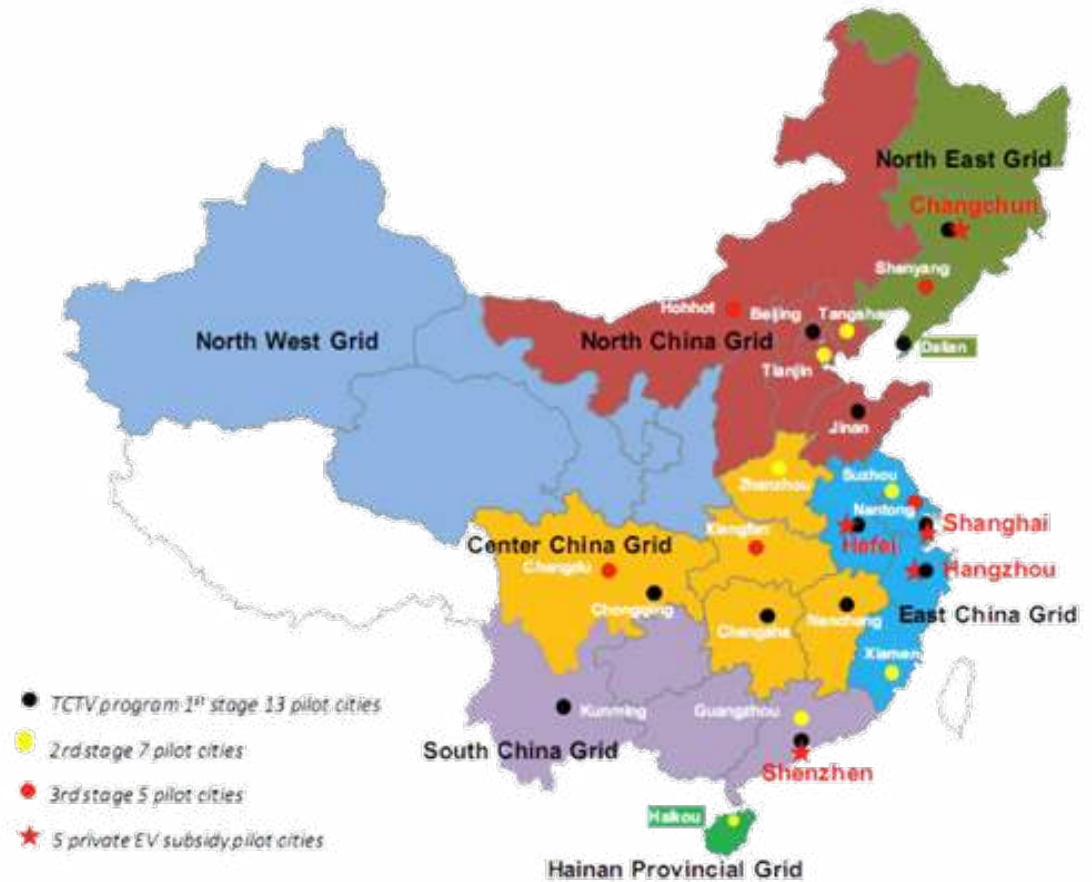 North East Grid
Changchun
Shenyang
Hohhot
Beijing
Tangshan
North West Grid
North China Grid
Dalian
Tianjin
Jinan
Suzhou
Zhenzhou
Nantong
Shanghai
Xiangfan
Hefei
Center China Grid
Changdu
Hangzhou
Chongqing
East China Grid
Changsha
Nanchang
Xiamen
TCTV program 1st stage 13 pilot cities
Kunming
Guangzhou
2rd stage 7 pilot cities
South China Grid
Shenzhen
3rd stage 5 pilot cities
Haikou
5 private EV subsidy pilot cities
Hainan Provincial Grid